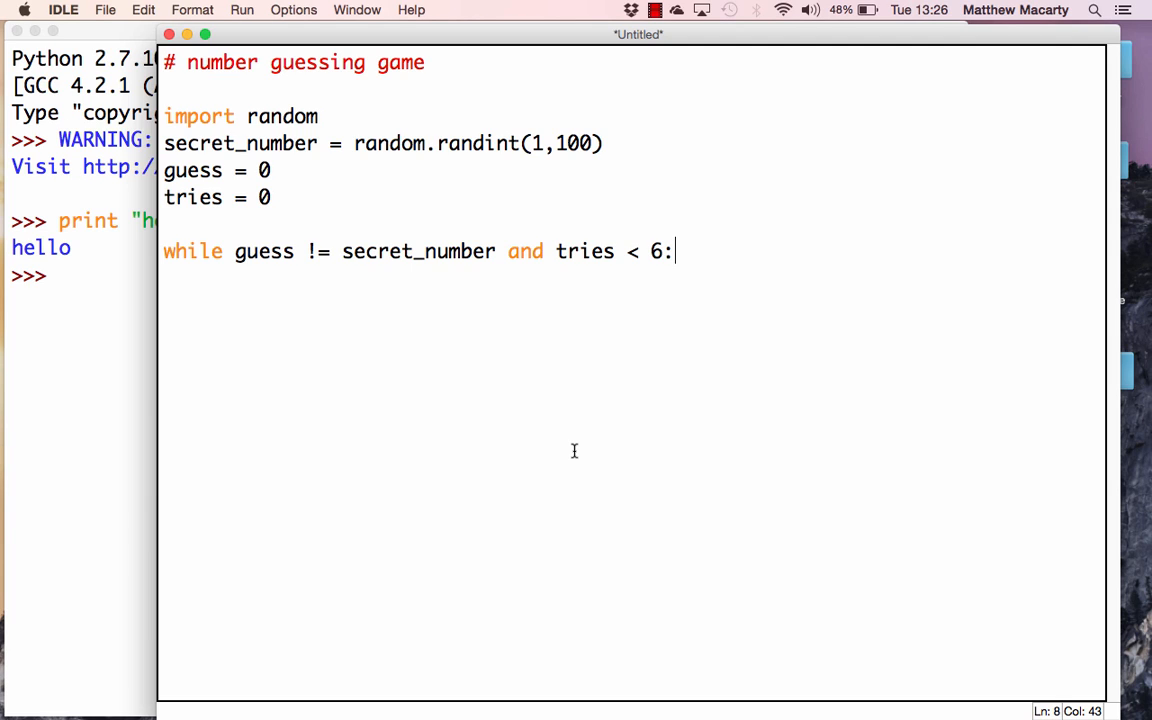 IDLE File Edit Format Run Options Window Help 48% Tue 13:26 Matthew Macarty
*Untitled*
Python 2.7.10
[GCC 4.2.1 (
Type "copyri
>>> WARNING:
Visit http:/
>>> print "he
hello
>>>
# number guessing game
import random
secret_number = random.randint(1,100)
guess = 0
tries = 0
while guess != secret_number and tries < 6:
Ln: 8 Col: 43